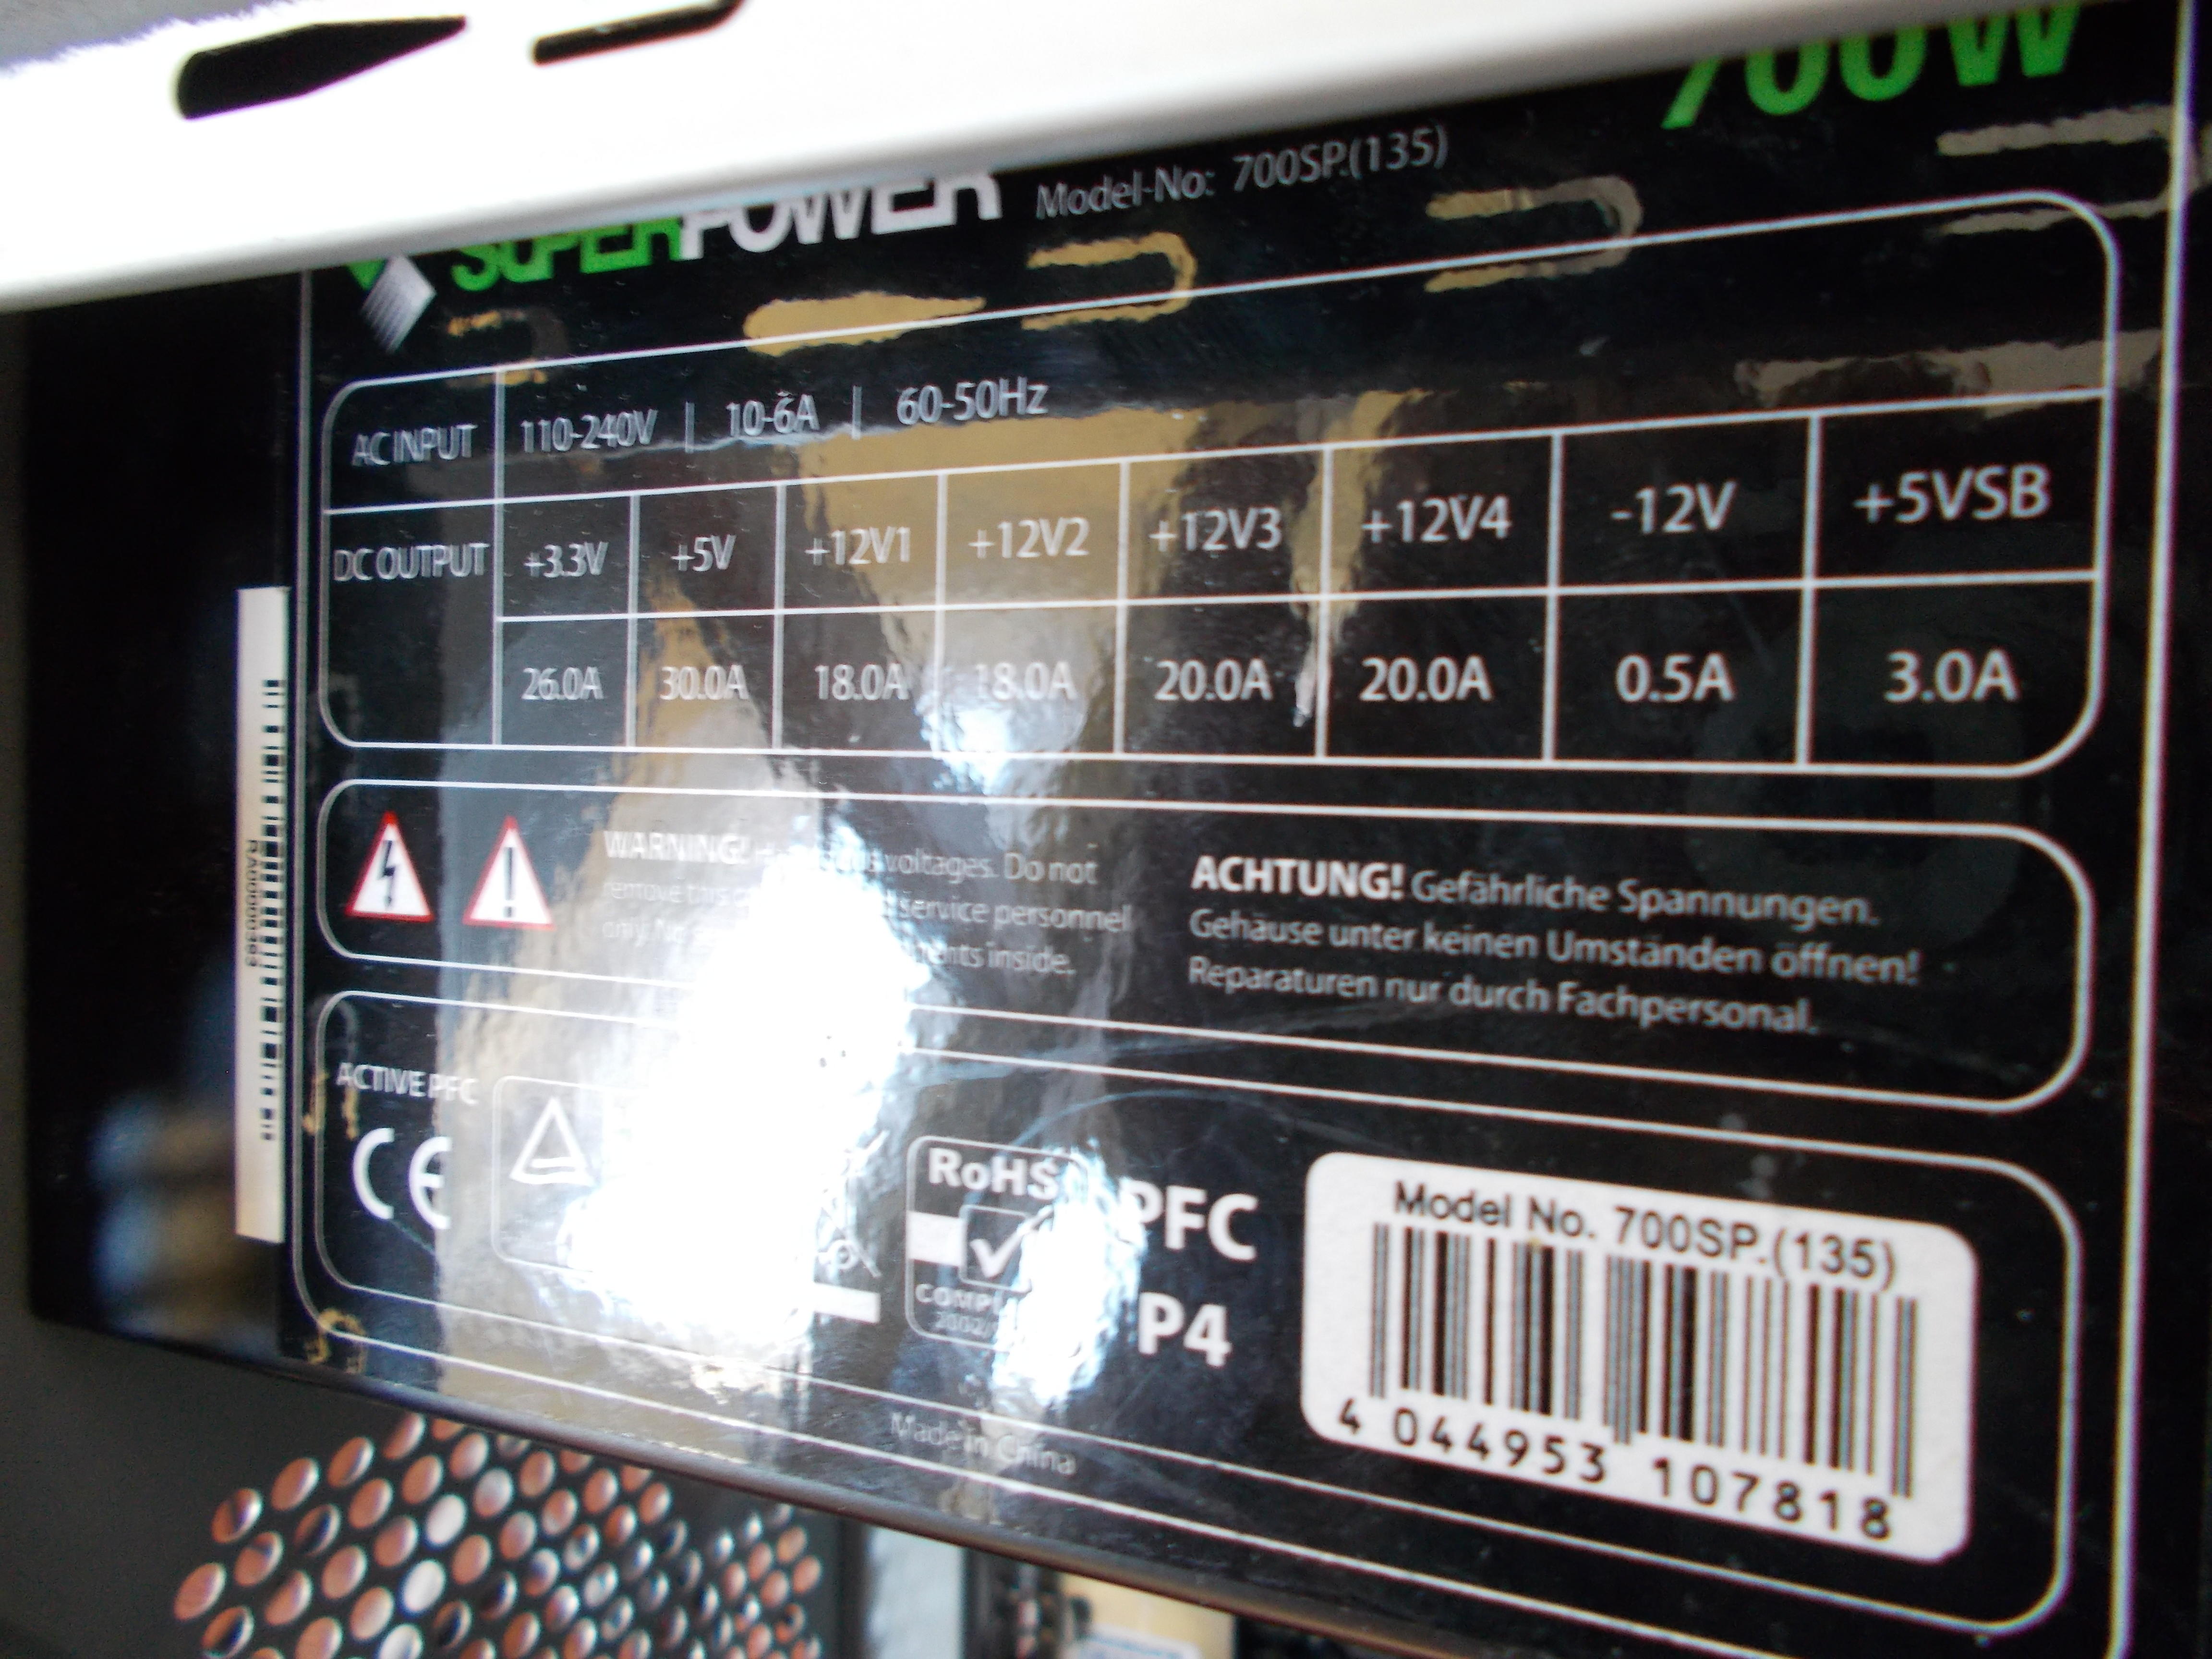 700W
SUPERPOWER Model-No: 700SP.(135)
AC INPUT 110-240V | 10-6A | 60-50Hz
DC OUTPUT +3.3V +5V +12V1 +12V2 +12V3 +12V4 -12V +5VSB
26.0A 30.0A 18.0A 18.0A 20.0A 20.0A 0.5A 3.0A
WARNING! voltages. Do not
remove this service personnel
only. inside.
ACHTUNG! Gefährliche Spannungen.
Gehäuse unter keinen Umständen öffnen!
Reparaturen nur durch Fachpersonal.
ACTIVE PFC
CE
RoHS
PFC
P4
Model No. 700SP.(135)
4 044953 107818
Made in China